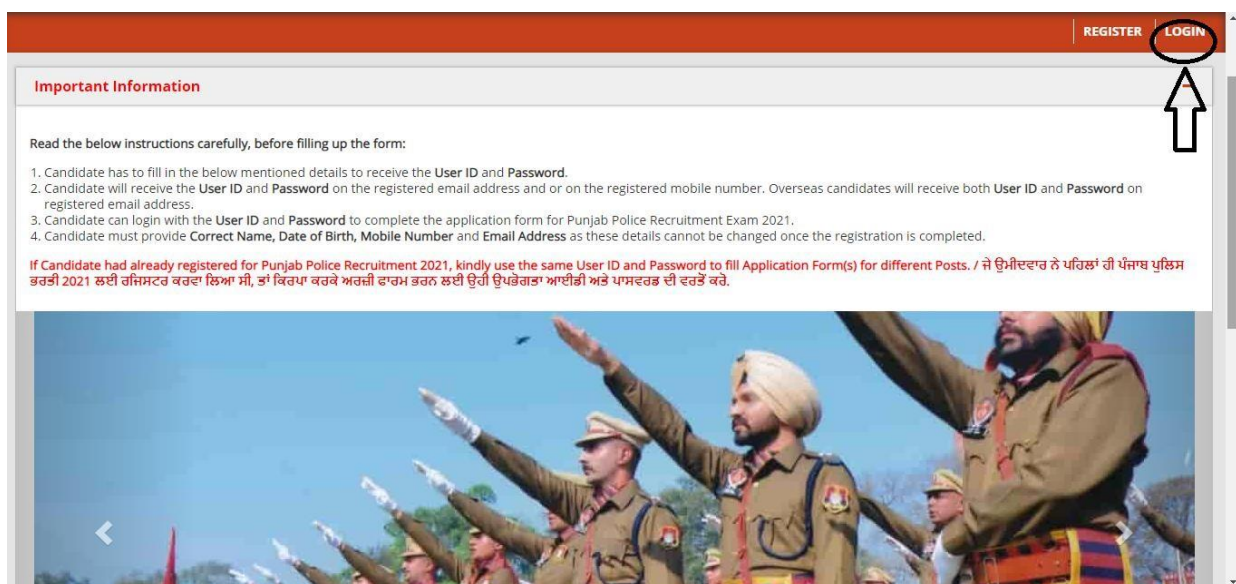 REGISTER LOGIN
Important Information
Read the below instructions carefully, before filling up the form:
1. Candidate has to fill in the below mentioned details to receive the User ID and Password.
2. Candidate will receive the User ID and Password on the registered email address and or on the registered mobile number. Overseas candidates will receive both User ID and Password on
registered email address.
3. Candidate can login with the User ID and Password to complete the application form for Punjab Police Recruitment Exam 2021.
4. Candidate must provide Correct Name, Date of Birth, Mobile Number and Email Address as these details cannot be changed once the registration is completed.
If Candidate had already registered for Punjab Police Recruitment 2021, kindly use the same User ID and Password to fill Application Form(s) for different Posts. / ਜੇ ਉਮੀਦਵਾਰ ਨੇ ਪਹਿਲਾਂ ਹੀ ਪੰਜਾਬ ਪੁਲਿਸ
ਭਰਤੀ 2021 ਲਈ ਰਜਿਸਟਰ ਕਰਵਾ ਲਿਆ ਸੀ, ਤਾਂ ਕਿਰਪਾ ਕਰਕੇ ਅਰਜ਼ੀ ਫਾਰਮ ਭਰਨ ਲਈ ਉਹੀ ਉਪਭੋਗਤਾ ਆਈਡੀ ਅਤੇ ਪਾਸਵਰਡ ਦੀ ਵਰਤੋਂ ਕਰੋ.